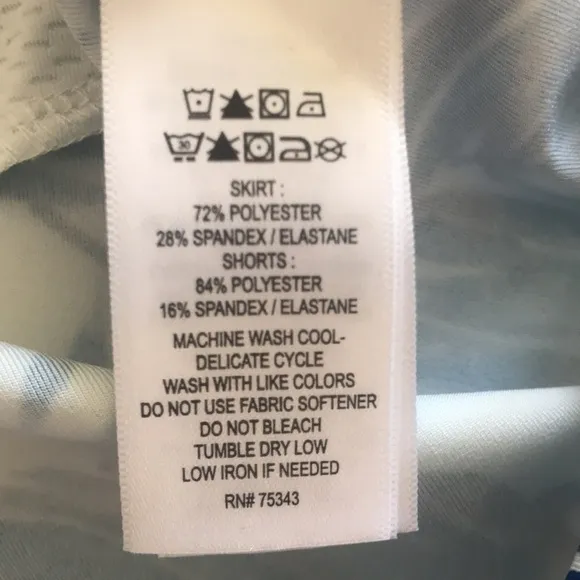 30
SKIRT :
72% POLYESTER
28% SPANDEX / ELASTANE
SHORTS :
84% POLYESTER
16% SPANDEX / ELASTANE
MACHINE WASH COOL-
DELICATE CYCLE
WASH WITH LIKE COLORS
DO NOT USE FABRIC SOFTENER
DO NOT BLEACH
TUMBLE DRY LOW
LOW IRON IF NEEDED
RN# 75343